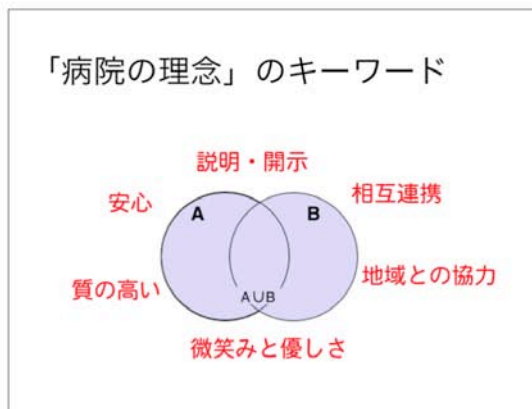 「病院の理念」のキーワード
説明・開示
安心
相互連携
A
B
質の高い
地域との協力
A∪B
微笑みと優しさ